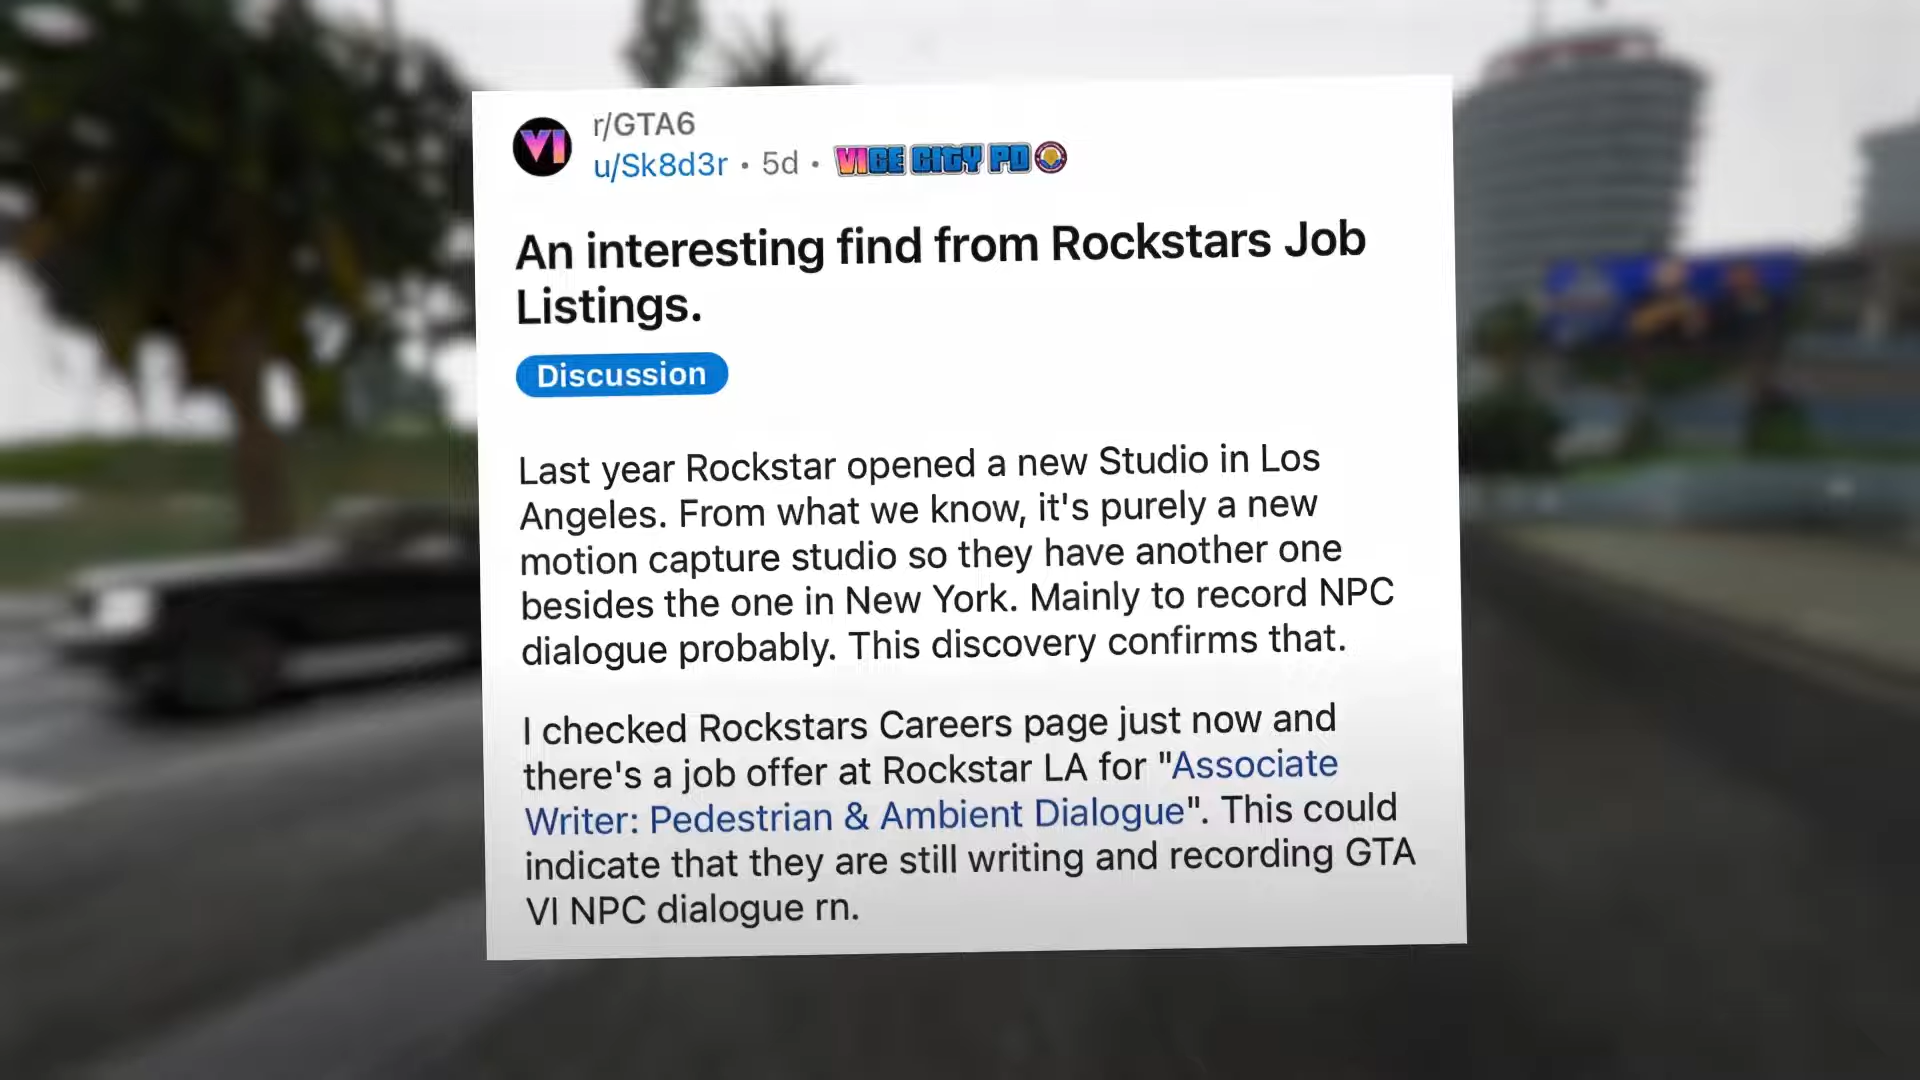 VI
r/GTA6
u/Sk8d3r • 5d • VICE CITY PD
An interesting find from Rockstars Job
Listings.
Discussion
Last year Rockstar opened a new Studio in Los
Angeles. From what we know, it's purely a new
motion capture studio so they have another one
besides the one in New York. Mainly to record NPC
dialogue probably. This discovery confirms that.
I checked Rockstars Careers page just now and
there's a job offer at Rockstar LA for "Associate
Writer: Pedestrian & Ambient Dialogue". This could
indicate that they are still writing and recording GTA
VI NPC dialogue rn.